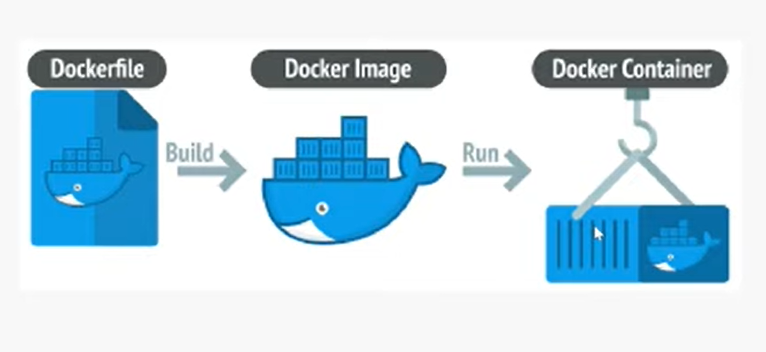 Dockerfile
Docker Image
Docker Container
Build
Run